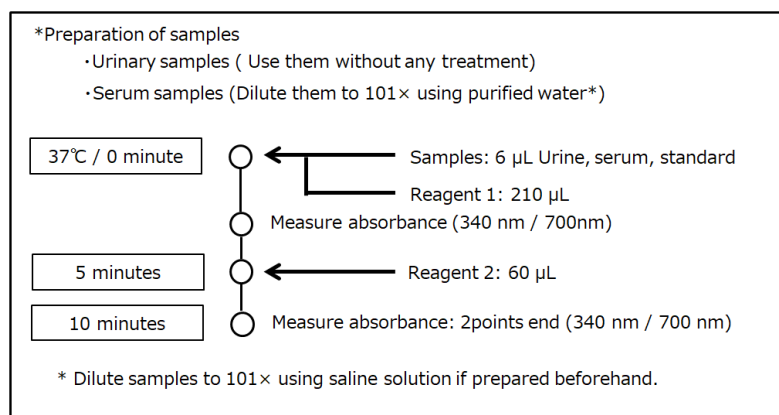 *Preparation of samples
・Urinary samples ( Use them without any treatment)
・Serum samples (Dilute them to 101× using purified water*)
37℃ / 0 minute
Samples: 6 μL Urine, serum, standard
Reagent 1: 210 μL
Measure absorbance (340 nm / 700nm)
5 minutes
Reagent 2: 60 μL
10 minutes
Measure absorbance: 2points end (340 nm / 700 nm)
* Dilute samples to 101× using saline solution if prepared beforehand.